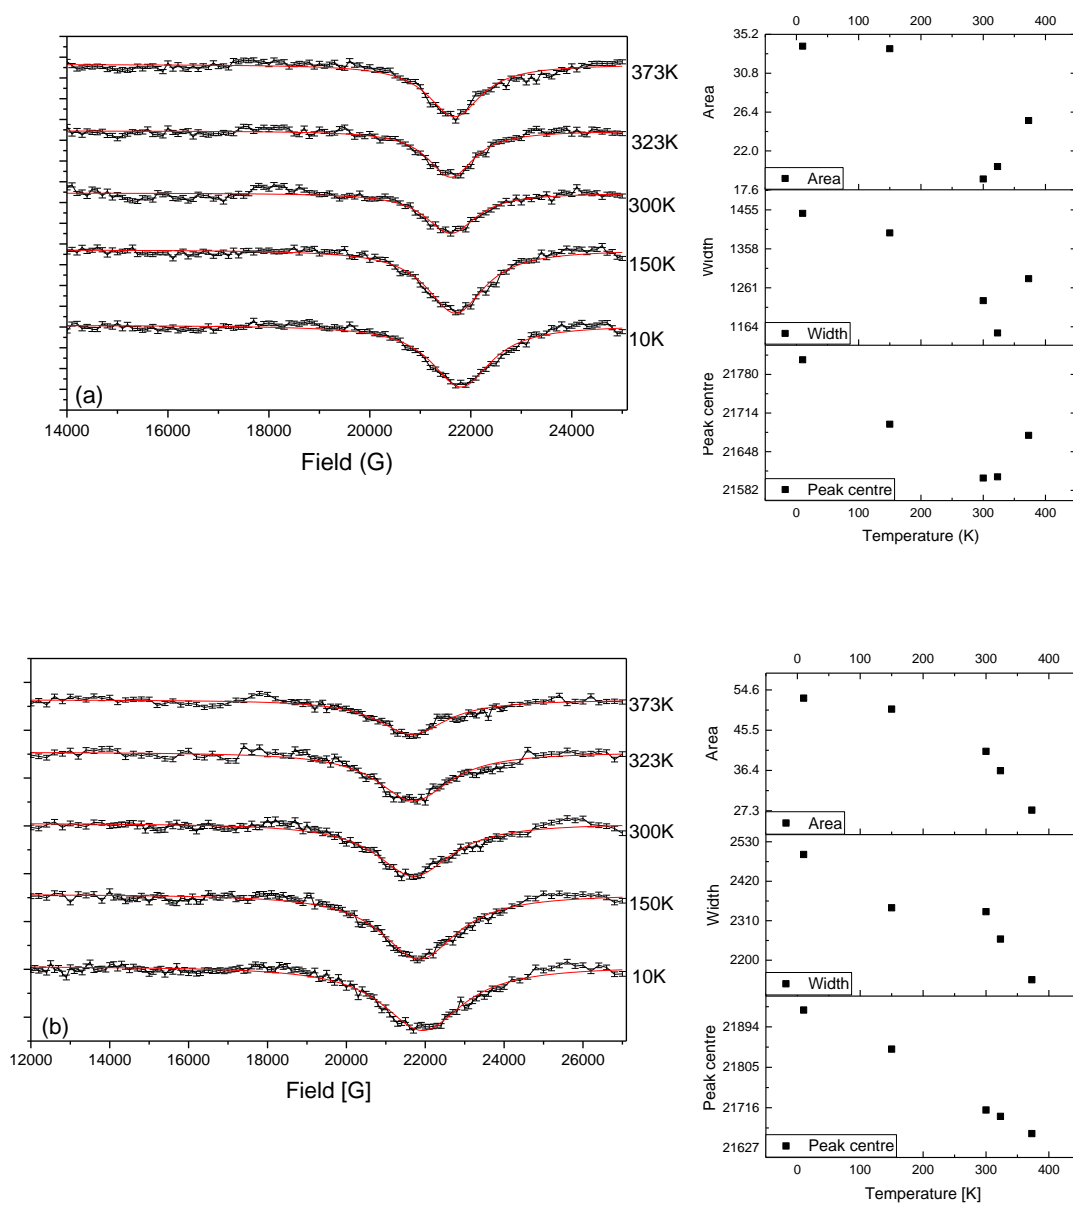 0 100 200 300 400
35.2
30.8
26.4
22.0
17.6
Area
Area
373K
323K
300K
150K
10K
(a)
14000 16000 18000 20000 22000 24000
Field (G)
1455
1358
1261
1164
Width
Width
21780
21714
21648
21582
Peak centre
Peak centre
0 100 200 300 400
Temperature (K)
0 100 200 300 400
54.6
45.5
36.4
27.3
Area
Area
373K
323K
300K
150K
10K
(b)
12000 14000 16000 18000 20000 22000 24000 26000
Field [G]
2530
2420
2310
2200
Width
Width
21894
21805
21716
21627
Peak centre
Peak centre
0 100 200 300 400
Temperature [K]